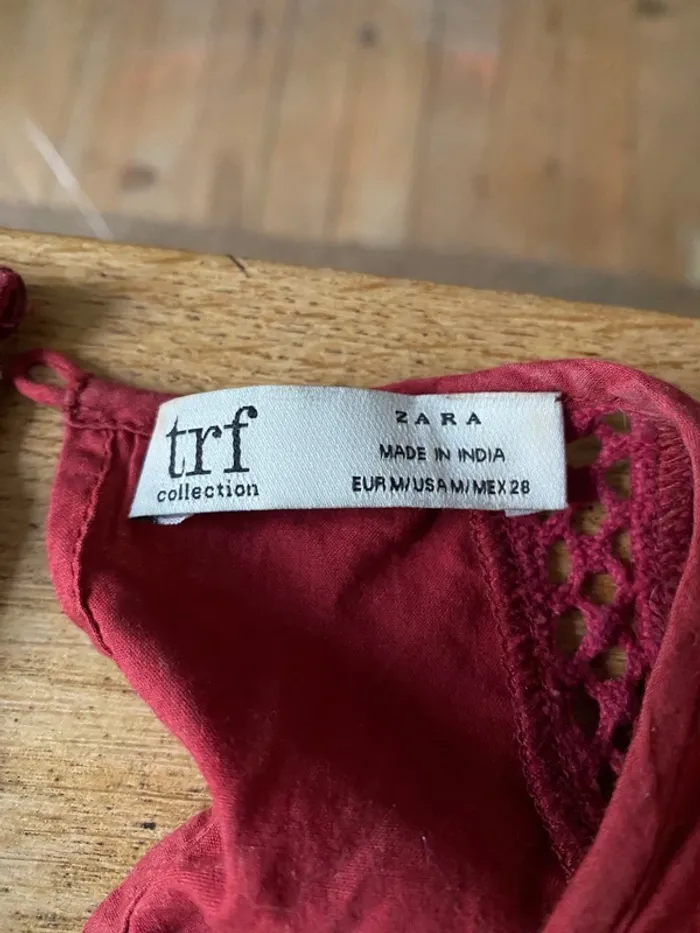 trf
collection
ZARA
MADE IN INDIA
EUR M/USA M/MEX 28